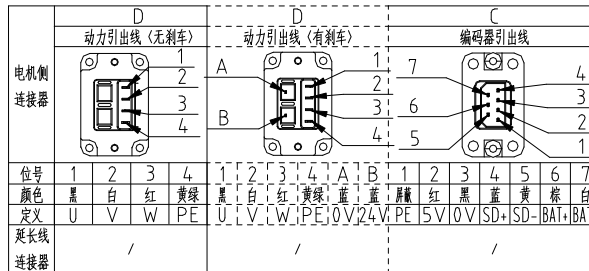 D D C
动力引出线(无刹车) 动力引出线(有刹车) 编码器引出线
电机侧
连接器
1
2
3
4
A
B
1
2
3
4
7
6
5
4
3
2
1
位号 1 2 3 4 1 2 3 4 A B 1 2 3 4 5 6 7
颜色 黑 白 红 黄绿 黑 白 红 黄绿 蓝 蓝 屏蔽 红 黑 蓝 黄 棕 白
定义 U V W PE U V W PE 0V 24V PE 5V 0V SD+ SD- BAT+ BAT
延长线
连接器
/ / /